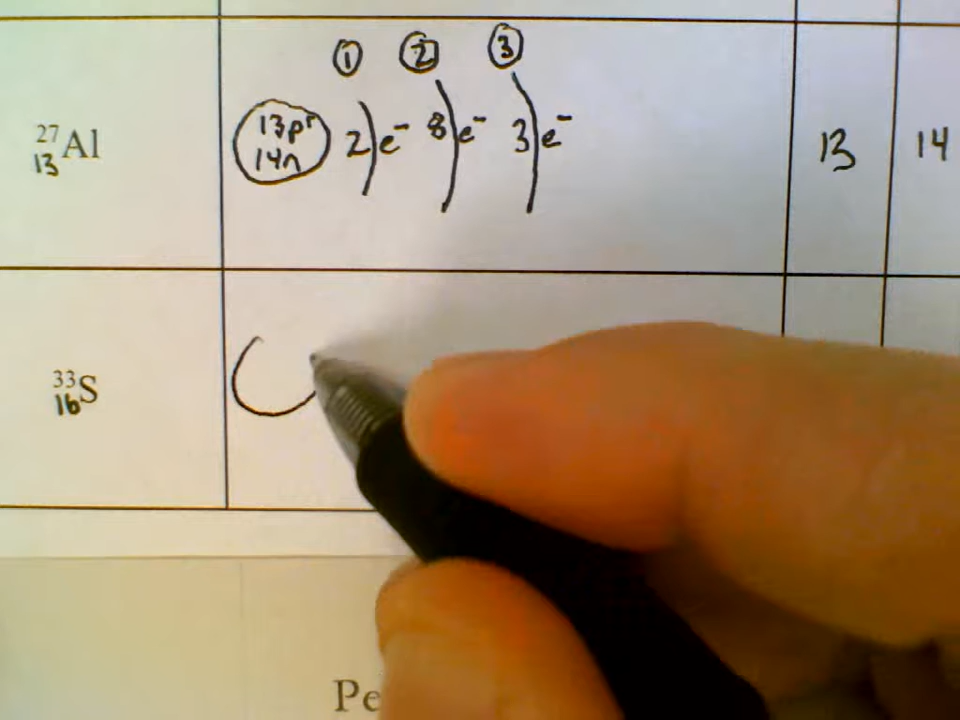 ① ② ③
27
13Al
13p+ 2)e- 8)e- 3)e- 13 14
14n
33
16S
Pe